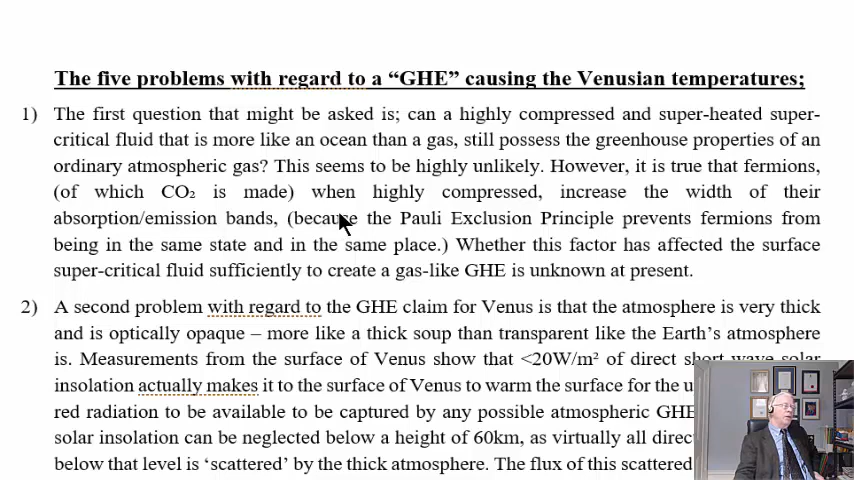 The five problems with regard to a “GHE” causing the Venusian temperatures;
1) The first question that might be asked is; can a highly compressed and super-heated super-
critical fluid that is more like an ocean than a gas, still possess the greenhouse properties of an
ordinary atmospheric gas? This seems to be highly unlikely. However, it is true that fermions,
(of which CO₂ is made) when highly compressed, increase the width of their
absorption/emission bands, (because the Pauli Exclusion Principle prevents fermions from
being in the same state and in the same place.) Whether this factor has affected the surface
super-critical fluid sufficiently to create a gas-like GHE is unknown at present.
2) A second problem with regard to the GHE claim for Venus is that the atmosphere is very thick
and is optically opaque – more like a thick soup than transparent like the Earth’s atmosphere
is. Measurements from the surface of Venus show that <20W/m² of direct short wave solar
insolation actually makes it to the surface of Venus to warm the surface for the
red radiation to be available to be captured by any possible atmospheric GHE
solar insolation can be neglected below a height of 60km, as virtually all
below that level is ‘scattered’ by the thick atmosphere. The flux of this scattered